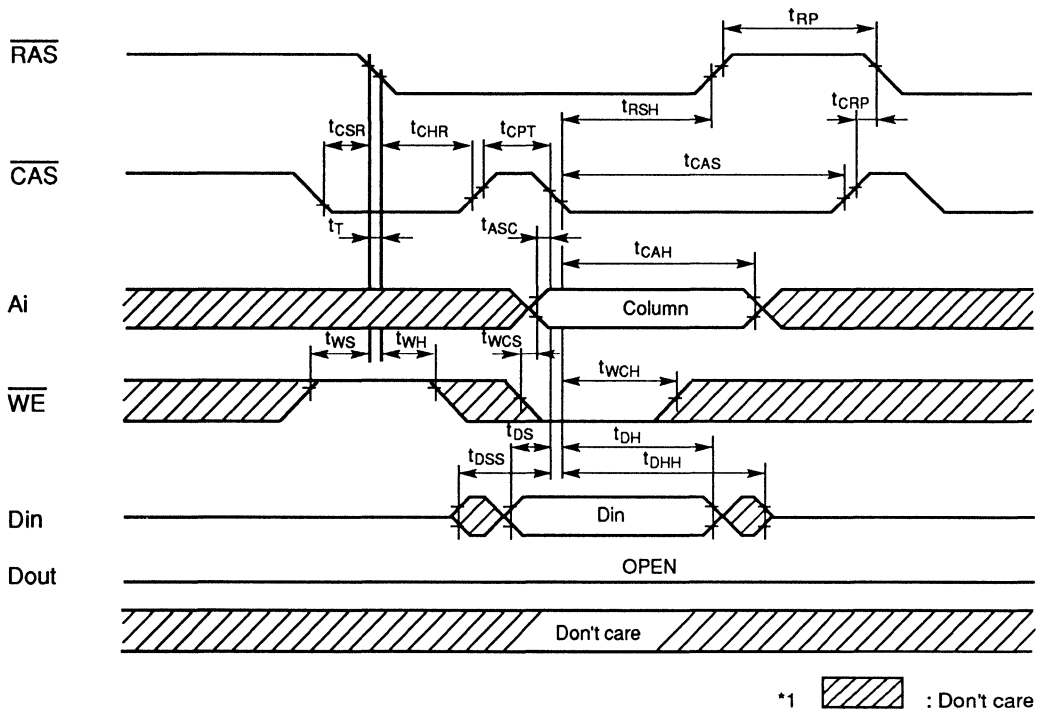 tRP
RAS
tRSH
tCRP
tCSR tCHR tCPT
tCAS
CAS
tT
tASC
tCAH
Ai
Column
tWS tWH tWCS
tWCH
WE
tDS
tDH
tDSS
tDHH
Din
Din
OPEN
Dout
Don't care
*1 : Don't care